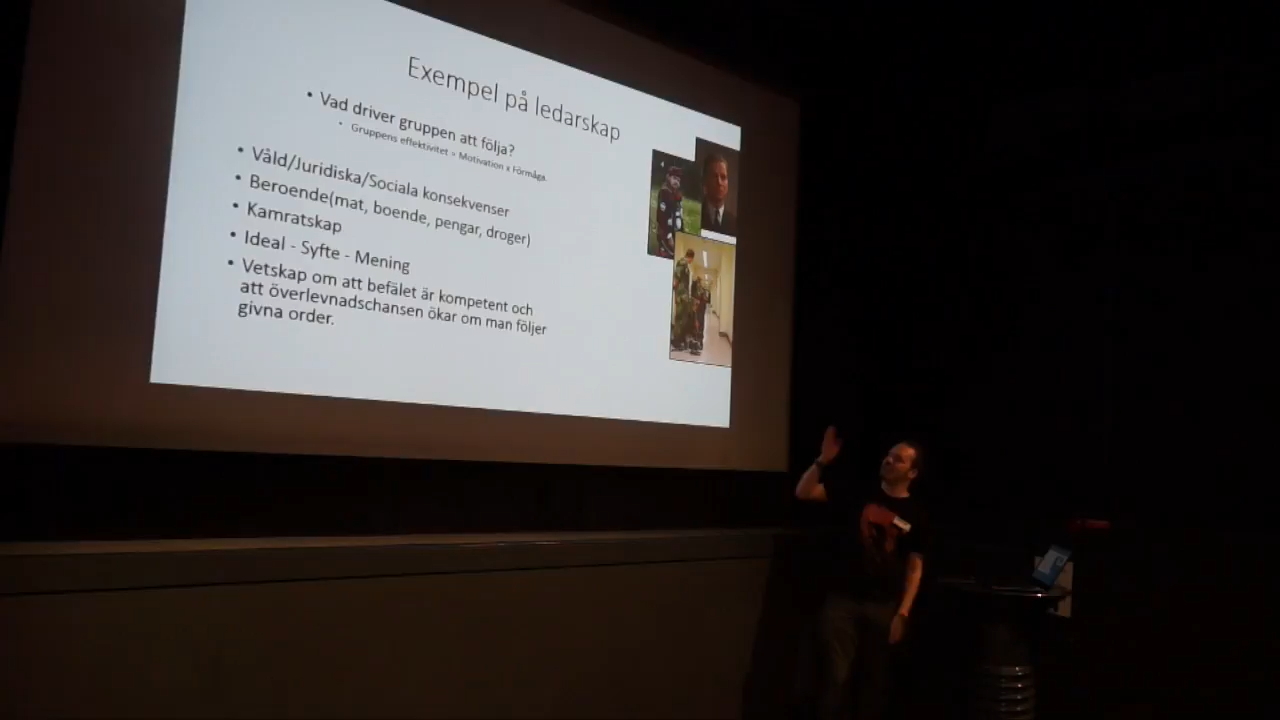 Exempel på ledarskap
• Vad driver gruppen att följa?
• Gruppens effektivitet = Motivation x Förmåga.
• Våld/Juridiska/Sociala konsekvenser
• Beroende(mat, boende, pengar, droger)
• Kamratskap
• Ideal - Syfte - Mening
• Vetskap om att befälet är kompetent och
att överlevnadschansen ökar om man följer
givna order.